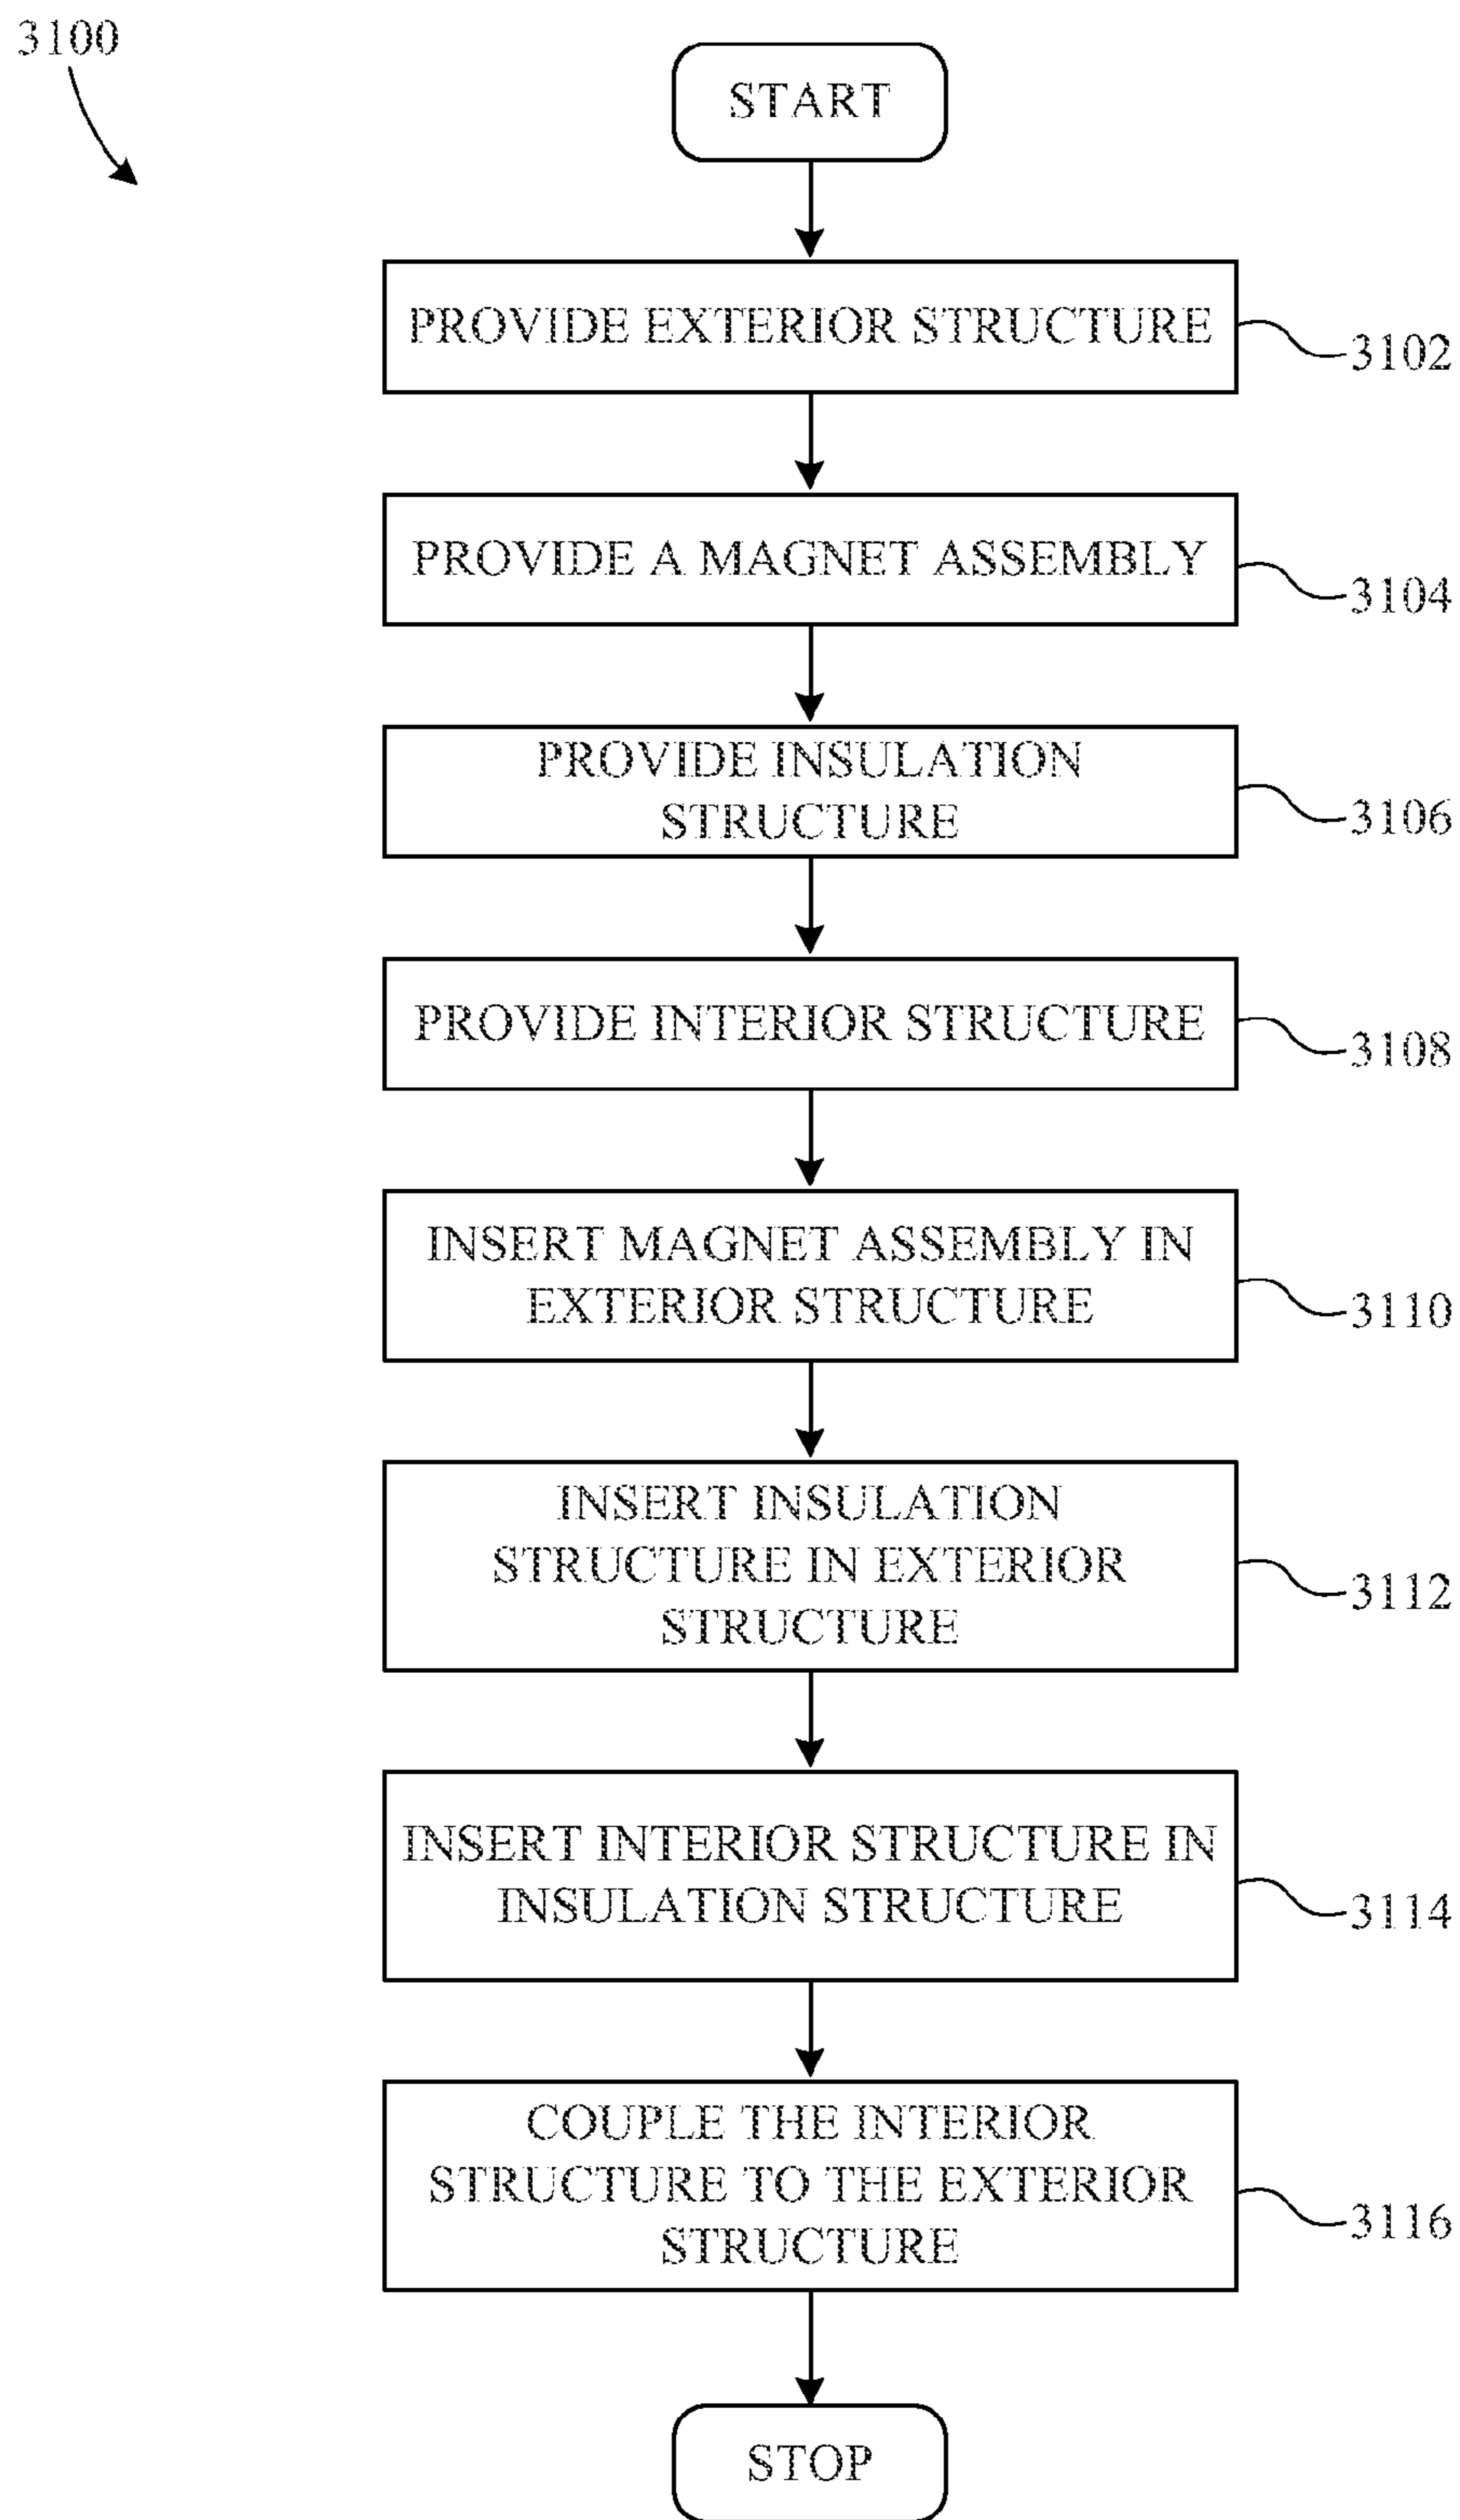 3100
START
PROVIDE EXTERIOR STRUCTURE
3102
PROVIDE A MAGNET ASSEMBLY
3104
PROVIDE INSULATION
STRUCTURE
3106
PROVIDE INTERIOR STRUCTURE
3108
INSERT MAGNET ASSEMBLY IN
EXTERIOR STRUCTURE
3110
INSERT INSULATION
STRUCTURE IN EXTERIOR
STRUCTURE
3112
INSERT INTERIOR STRUCTURE IN
INSULATION STRUCTURE
3114
COUPLE THE INTERIOR
STRUCTURE TO THE EXTERIOR
STRUCTURE
3116
STOP